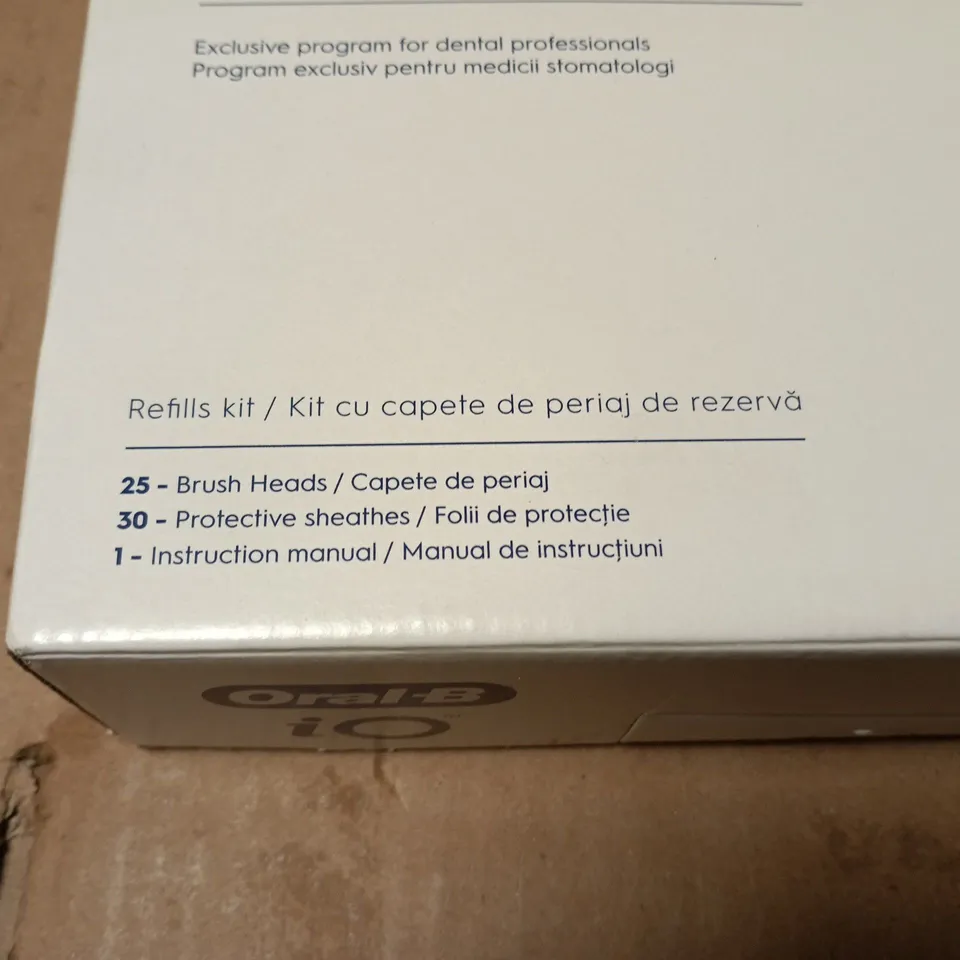 Exclusive program for dental professionals
Program exclusiv pentru medicii stomatologi
Refills kit / Kit cu capete de periaj de rezervă
25 - Brush Heads / Capete de periaj
30 - Protective sheathes / Folii de protecție
1 - Instruction manual / Manual de instrucțiuni
Oral-B
iO